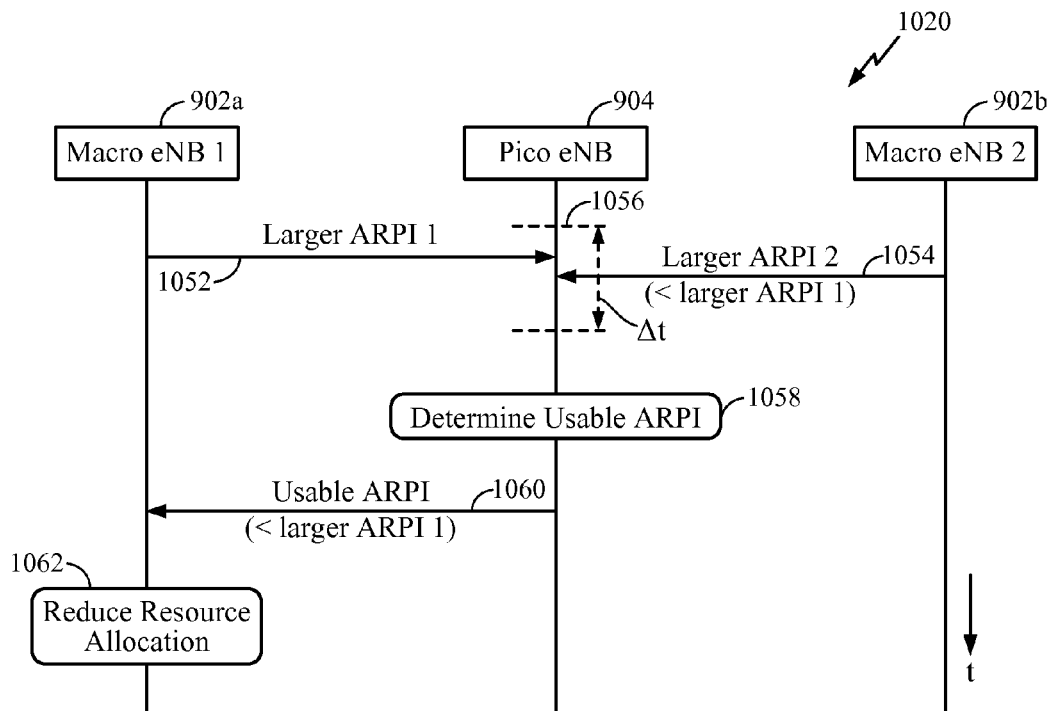 1020
902a
904
902b
Macro eNB 1
Pico eNB
Macro eNB 2
1056
Larger ARPI 1
1052
Larger ARPI 2
1054
(< larger ARPI 1)
Δt
1058
Determine Usable ARPI
Usable ARPI
1060
(< larger ARPI 1)
1062
Reduce Resource
Allocation
t